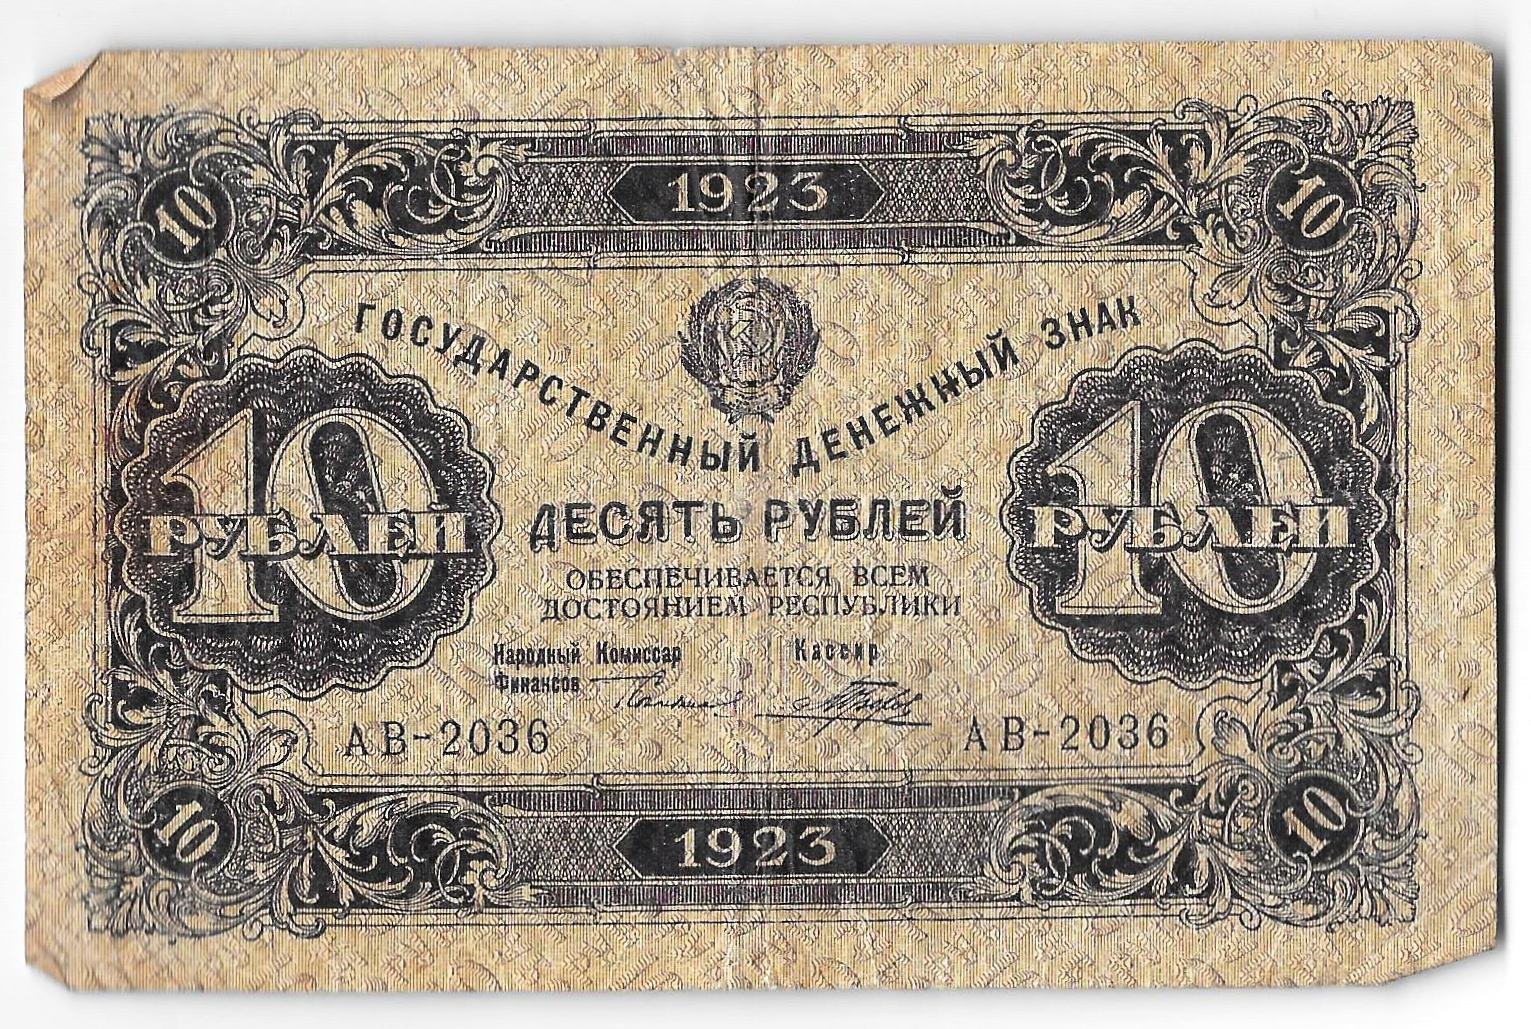 1923
10 10
ГОСУДАРСТВЕННЫЙ ДЕНЕЖНЫЙ ЗНАК
10 РУБЛЕЙ
ДЕСЯТЬ РУБЛЕЙ
10 РУБЛЕЙ
ОБЕСПЕЧИВАЕТСЯ ВСЕМ
ДОСТОЯНИЕМ РЕСПУБЛИКИ
Народный Комиссар
Финансов
Кассир
АВ-2036 АВ-2036
10 10
1923